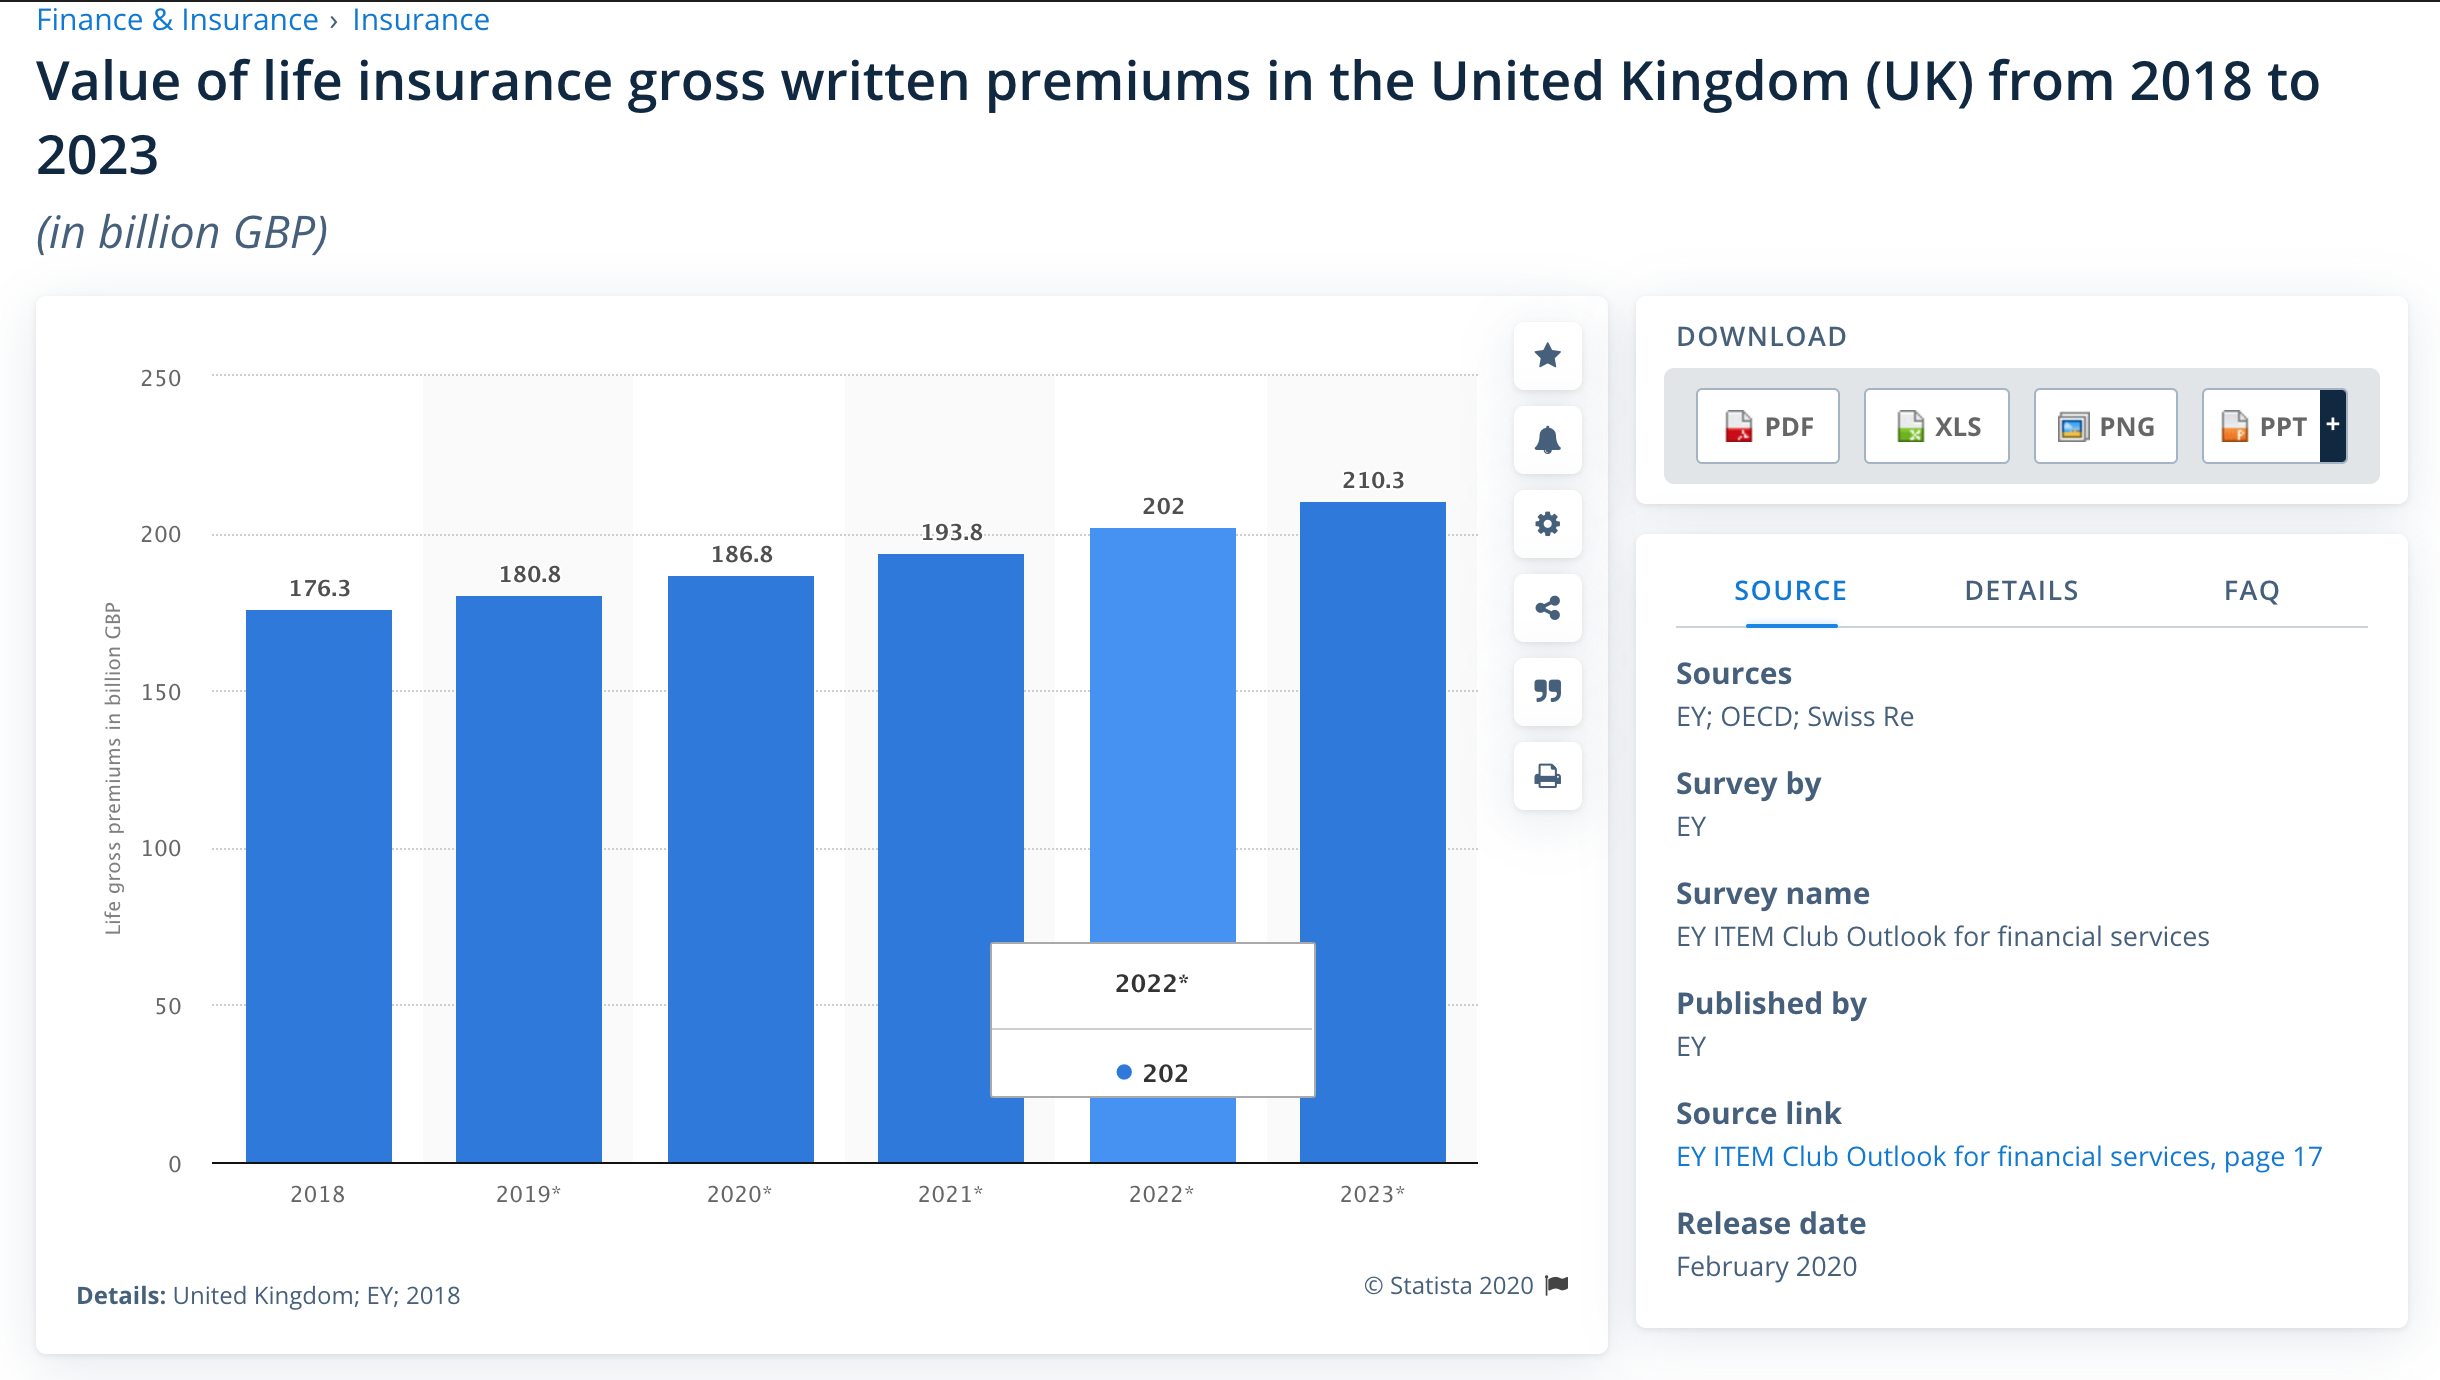 Finance & Insurance › Insurance
Value of life insurance gross written premiums in the United Kingdom (UK) from 2018 to
2023
(in billion GBP)
Life gross premiums in billion GBP
250
200
150
100
50
0
176.3
180.8
186.8
193.8
202
210.3
2022*
202
2018
2019*
2020*
2021*
2022*
2023*
Details: United Kingdom; EY; 2018
© Statista 2020
DOWNLOAD
PDF
XLS
PNG
PPT +
SOURCE
DETAILS
FAQ
Sources
EY; OECD; Swiss Re
Survey by
EY
Survey name
EY ITEM Club Outlook for financial services
Published by
EY
Source link
EY ITEM Club Outlook for financial services, page 17
Release date
February 2020